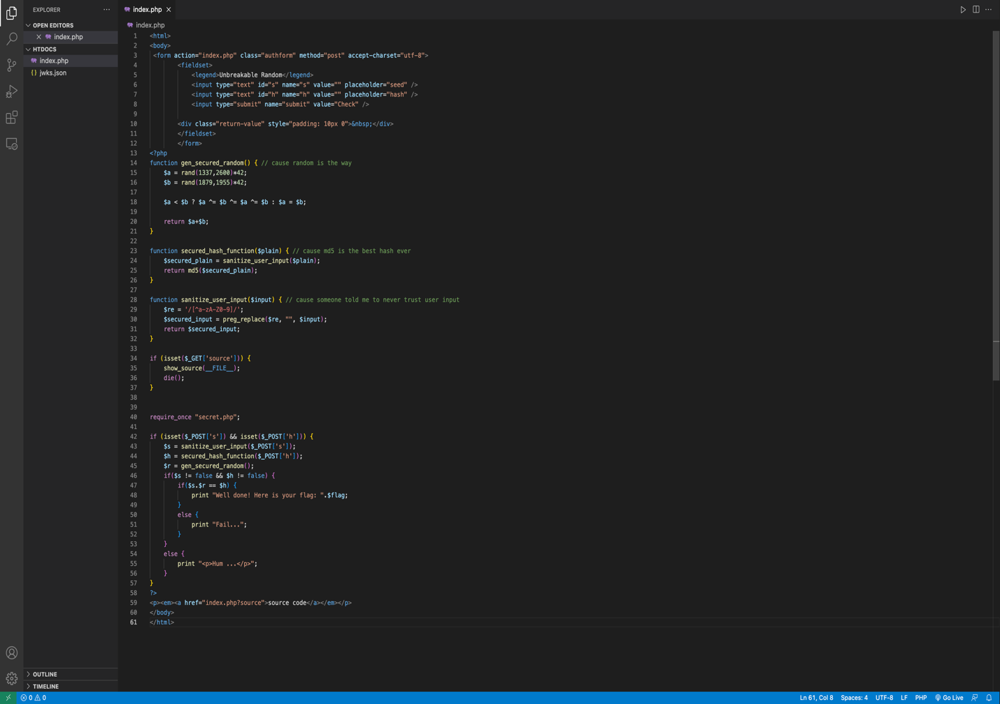 EXPLORER
OPEN EDITORS
index.php
HTDOCS
index.php
{} jwks.json
OUTLINE
TIMELINE
index.php
index.php
1 <html>
2 <body>
3 <form action="index.php" class="authform" method="post" accept-charset="utf-8">
4 <fieldset>
5 <legend>Unbreakable Random</legend>
6 <input type="text" id="s" name="s" value="" placeholder="seed" />
7 <input type="text" id="h" name="h" value="" placeholder="hash" />
8 <input type="submit" name="submit" value="Check" />
9
10 <div class="return-value" style="padding: 10px 0">&nbsp;</div>
11 </fieldset>
12 </form>
13 <?php
14 function gen_secured_random() { // cause random is the way
15 $a = rand(1337,2600)*42;
16 $b = rand(1879,1955)*42;
17
18 $a < $b ? $a ^= $b ^= $a ^= $b : $a = $b;
19
20 return $a+$b;
21 }
22
23 function secured_hash_function($plain) { // cause md5 is the best hash ever
24 $secured_plain = sanitize_user_input($plain);
25 return md5($secured_plain);
26 }
27
28 function sanitize_user_input($input) { // cause someone told me to never trust user input
29 $re = '/[^a-zA-Z0-9]/';
30 $secured_input = preg_replace($re, "", $input);
31 return $secured_input;
32 }
33
34 if (isset($_GET['source'])) {
35 show_source(__FILE__);
36 die();
37 }
38
39
40 require_once "secret.php";
41
42 if (isset($_POST['s']) && isset($_POST['h'])) {
43 $s = sanitize_user_input($_POST['s']);
44 $h = secured_hash_function($_POST['h']);
45 $r = gen_secured_random();
46 if($s != false && $h != false) {
47 if($s.$r == $h) {
48 print "Well done! Here is your flag: ".$flag;
49 }
50 else {
51 print "Fail...";
52 }
53 }
54 else {
55 print "<p>Hum ...</p>";
56 }
57 }
58 ?>
59 <p><em><a href="index.php?source">source code</a></em></p>
60 </body>
61 </html>
0 0
Ln 61, Col 8 Spaces: 4 UTF-8 LF PHP Go Live